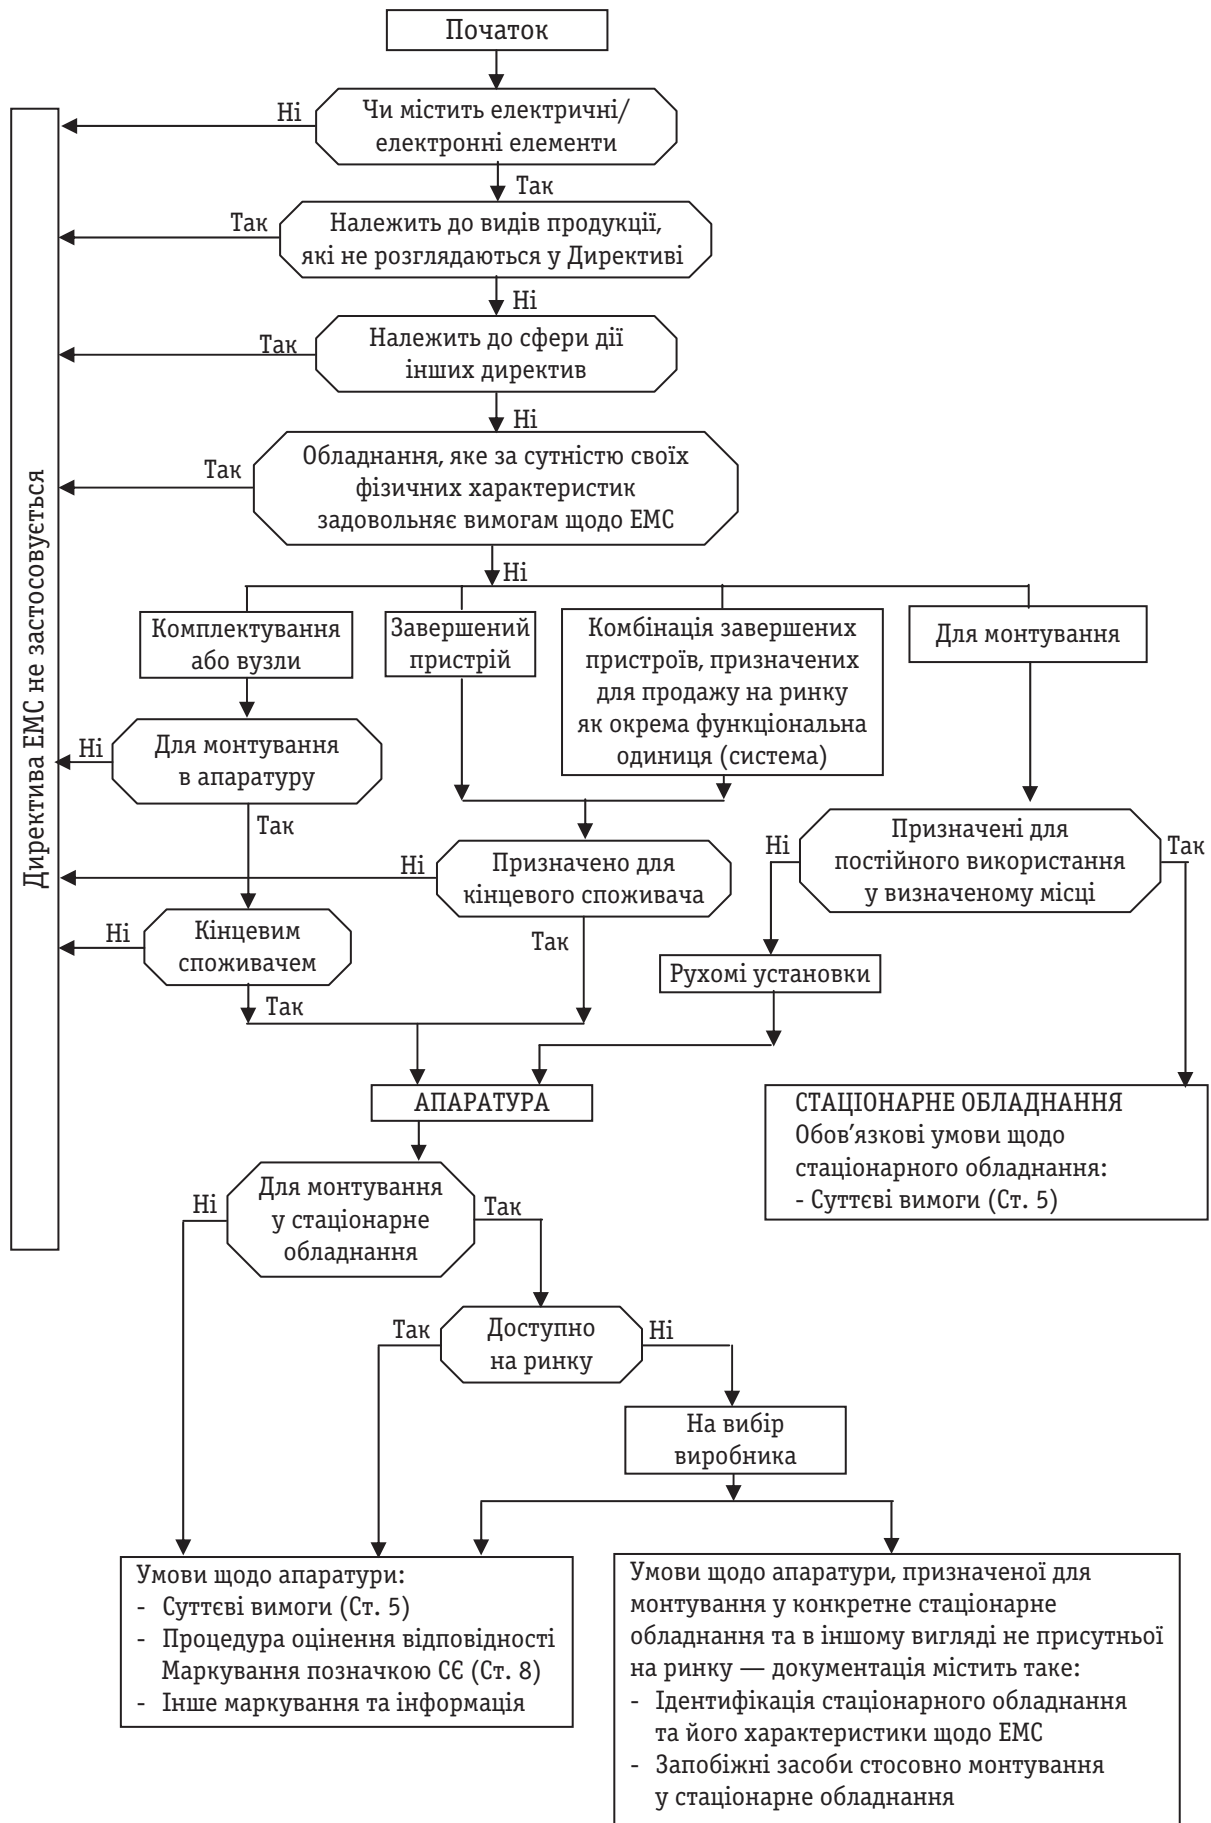 Початок
Ні
Чи містить електричні/
електронні елементи
Так
Так
Належить до видів продукції,
які не розглядаються у Директиві
Ні
Так
Належить до сфери дії
інших директив
Ні
Так
Обладнання, яке за сутністю своїх
фізичних характеристик
задовольняє вимогам щодо ЕМС
Ні
Директива ЕМС не застосовується
Комплектування
або вузли
Завершений
пристрій
Комбінація завершених
пристроїв, призначених
для продажу на ринку
як окрема функціональна
одиниця (система)
Для монтування
Ні
Для монтування
в апаратуру
Так
Ні
Призначено для
кінцевого споживача
Так
Ні
Призначені для
постійного використання
у визначеному місці
Так
Ні
Кінцевим
споживачем
Так
Рухомі установки
АПАРАТУРА
СТАЦІОНАРНЕ ОБЛАДНАННЯ
Обов’язкові умови щодо
стаціонарного обладнання:
- Суттєві вимоги (Ст. 5)
Ні
Для монтування
у стаціонарне
обладнання
Так
Так
Доступно
на ринку
Ні
На вибір
виробника
Умови щодо апаратури:
- Суттєві вимоги (Ст. 5)
- Процедура оцінення відповідності
Маркування позначкою СЄ (Ст. 8)
- Інше маркування та інформація
Умови щодо апаратури, призначеної для
монтування у конкретне стаціонарне
обладнання та в іншому вигляді не присутньої
на ринку — документація містить таке:
- Ідентифікація стаціонарного обладнання
та його характеристики щодо ЕМС
- Запобіжні засоби стосовно монтування
у стаціонарне обладнання